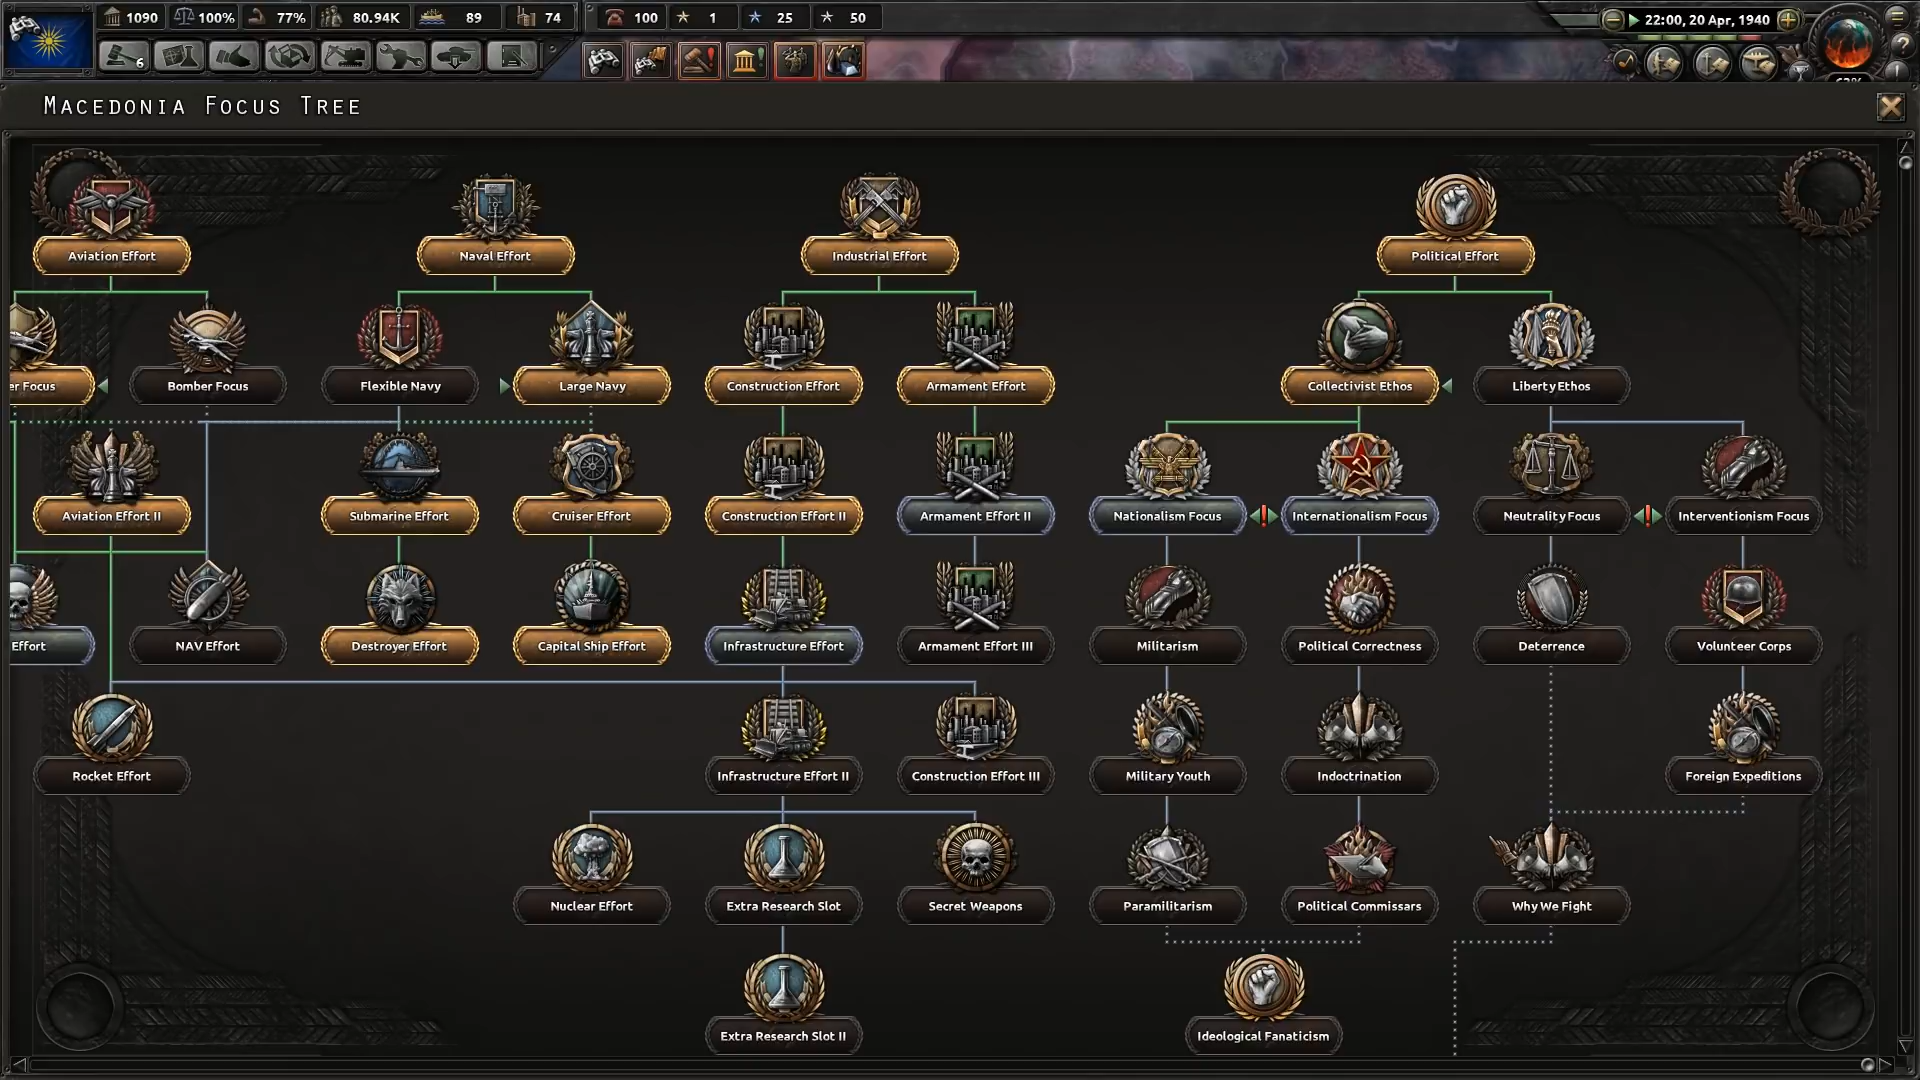 1090
100%
77%
80.94K
89
74
100
1
25
50
22:00, 20 Apr, 1940
6
Macedonia Focus Tree
Aviation Effort
Naval Effort
Industrial Effort
Political Effort
er Focus
Bomber Focus
Flexible Navy
Large Navy
Construction Effort
Armament Effort
Collectivist Ethos
Liberty Ethos
Aviation Effort II
Submarine Effort
Cruiser Effort
Construction Effort II
Armament Effort II
Nationalism Focus
Internationalism Focus
Neutrality Focus
Interventionism Focus
Effort
NAV Effort
Destroyer Effort
Capital Ship Effort
Infrastructure Effort
Armament Effort III
Militarism
Political Correctness
Deterrence
Volunteer Corps
Rocket Effort
Infrastructure Effort II
Construction Effort III
Military Youth
Indoctrination
Foreign Expeditions
Nuclear Effort
Extra Research Slot
Secret Weapons
Paramilitarism
Political Commissars
Why We Fight
Extra Research Slot II
Ideological Fanaticism